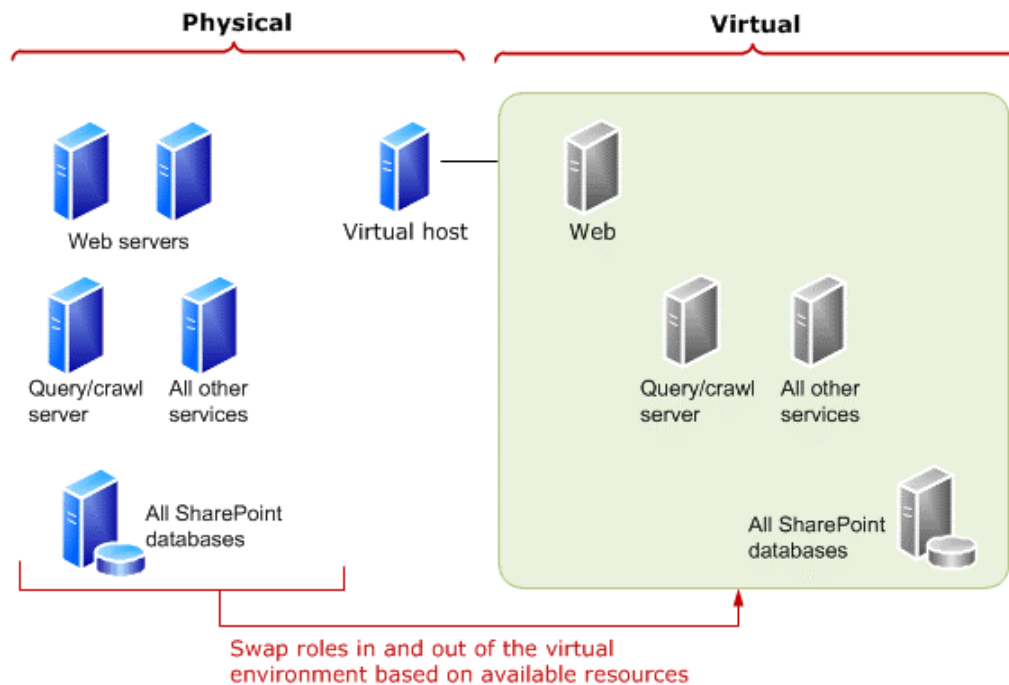 Physical
Virtual
Web servers
Virtual host
Web
Query/crawl
server
All other
services
Query/crawl
server
All other
services
All SharePoint
databases
All SharePoint
databases
Swap roles in and out of the virtual
environment based on available resources